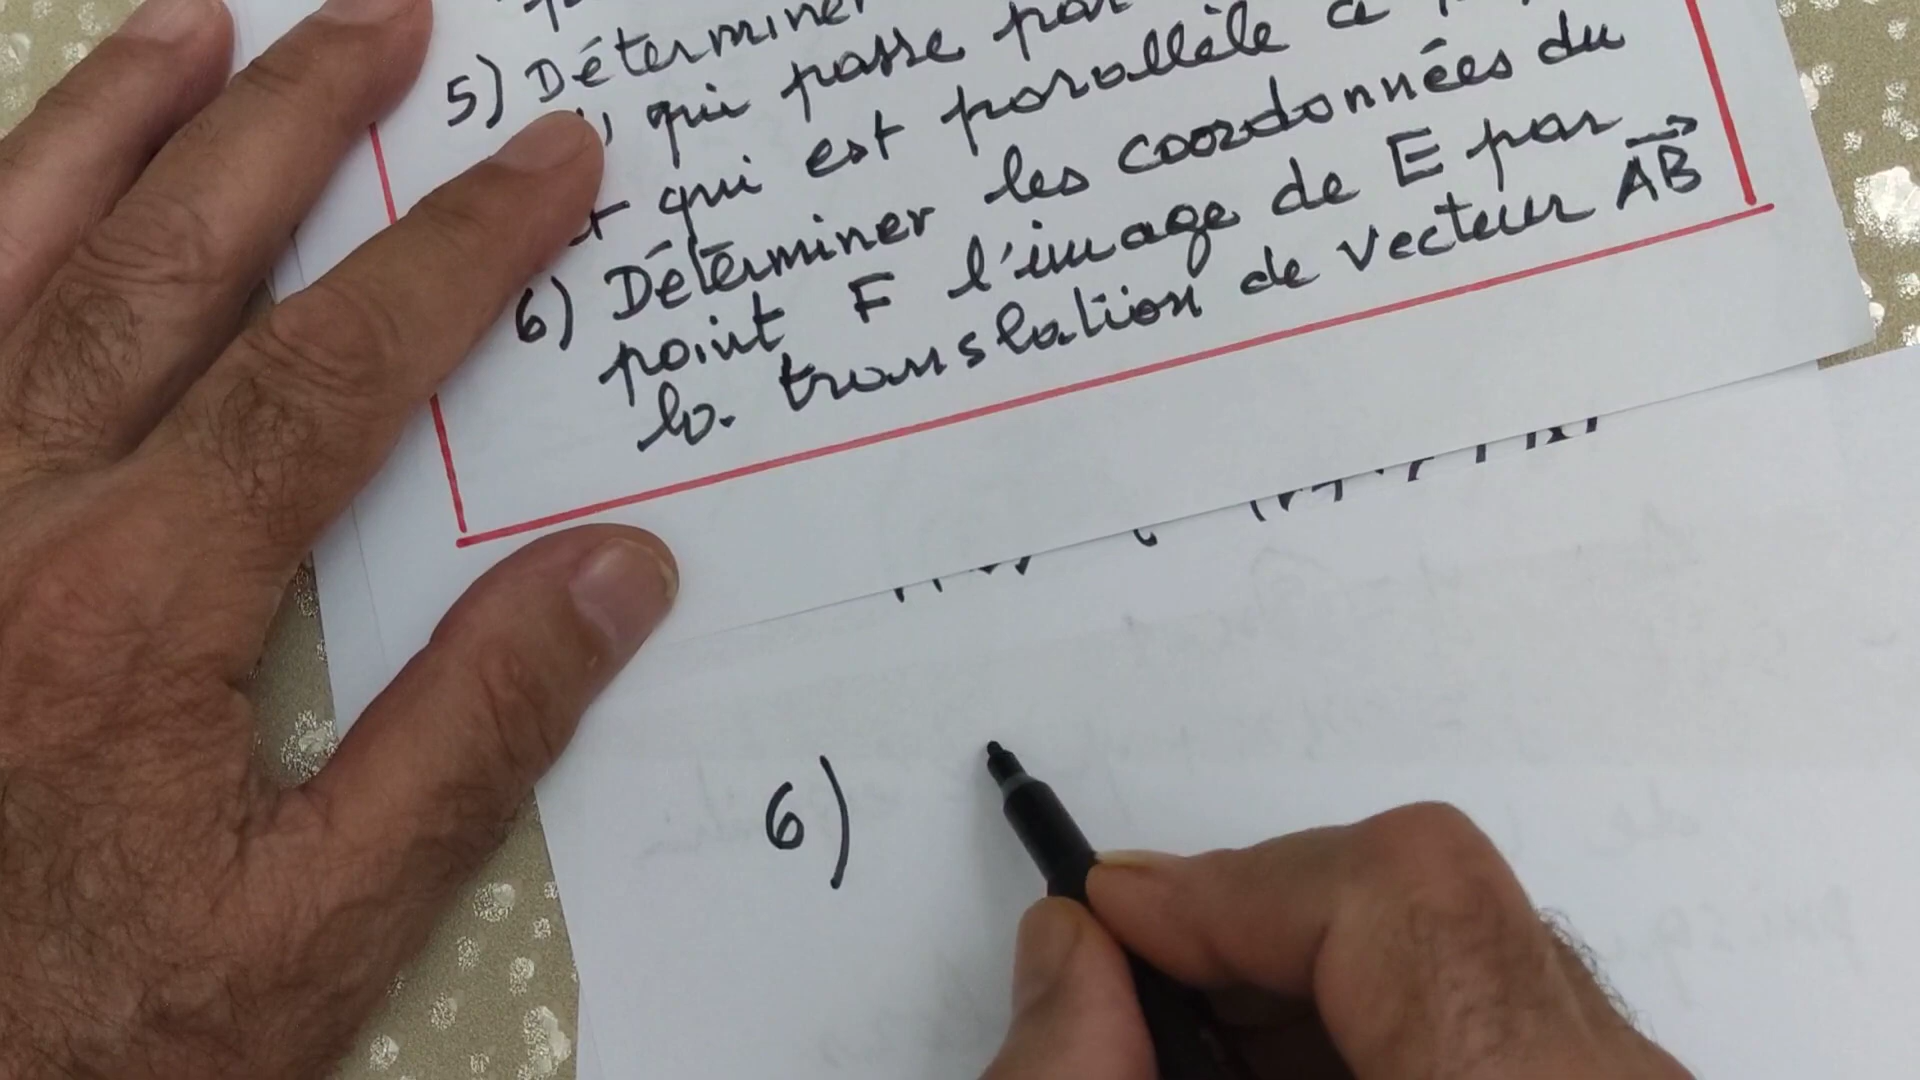 5) Déterminer
qui passe par
qui est parallèle à
6) Déterminer les coordonnées du
point F l'image de E par
la translation de vecteur AB
6)